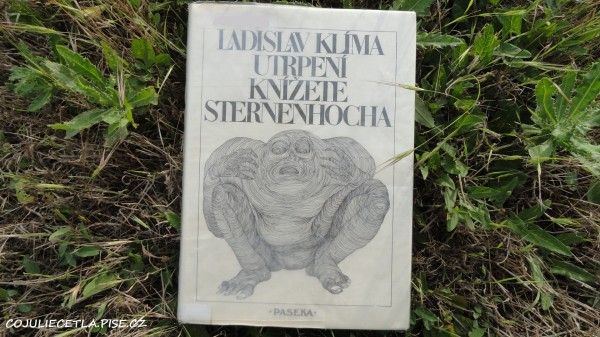 LADISLAV KLÍMA
UTRPENÍ
KNÍŽETE
STERNENHOCHA
·PASEKA·
COJULIECETLA.PISE.CZ